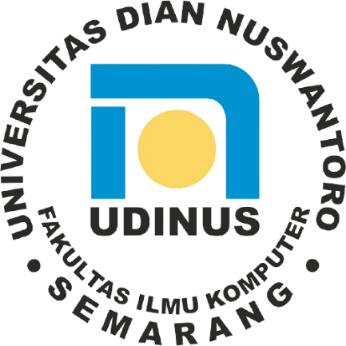 UNIVERSITAS DIAN NUSWANTORO
UDINUS
FAKULTAS ILMU KOMPUTER
• SEMARANG •